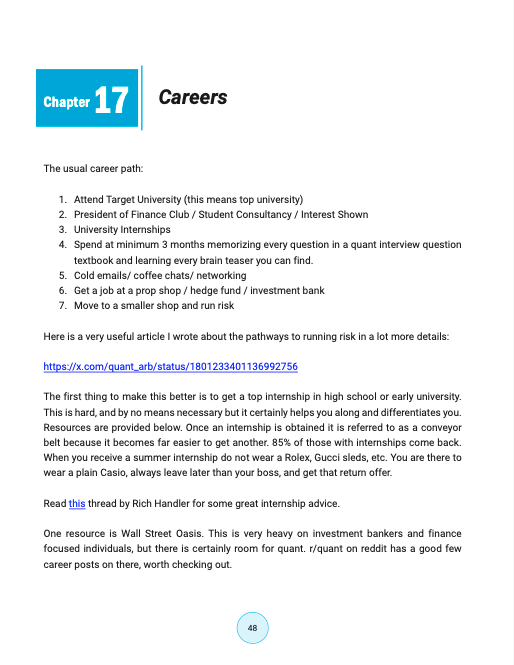 Chapter 17
Careers
The usual career path:
1. Attend Target University (this means top university)
2. President of Finance Club / Student Consultancy / Interest Shown
3. University Internships
4. Spend at minimum 3 months memorizing every question in a quant interview question
textbook and learning every brain teaser you can find.
5. Cold emails/ coffee chats/ networking
6. Get a job at a prop shop / hedge fund / investment bank
7. Move to a smaller shop and run risk
Here is a very useful article I wrote about the pathways to running risk in a lot more details:
https://x.com/quant_arb/status/1801233401136992756
The first thing to make this better is to get a top internship in high school or early university.
This is hard, and by no means necessary but it certainly helps you along and differentiates you.
Resources are provided below. Once an internship is obtained it is referred to as a conveyor
belt because it becomes far easier to get another. 85% of those with internships come back.
When you receive a summer internship do not wear a Rolex, Gucci sleds, etc. You are there to
wear a plain Casio, always leave later than your boss, and get that return offer.
Read this thread by Rich Handler for some great internship advice.
One resource is Wall Street Oasis. This is very heavy on investment bankers and finance
focused individuals, but there is certainly room for quant. r/quant on reddit has a good few
career posts on there, worth checking out.
48